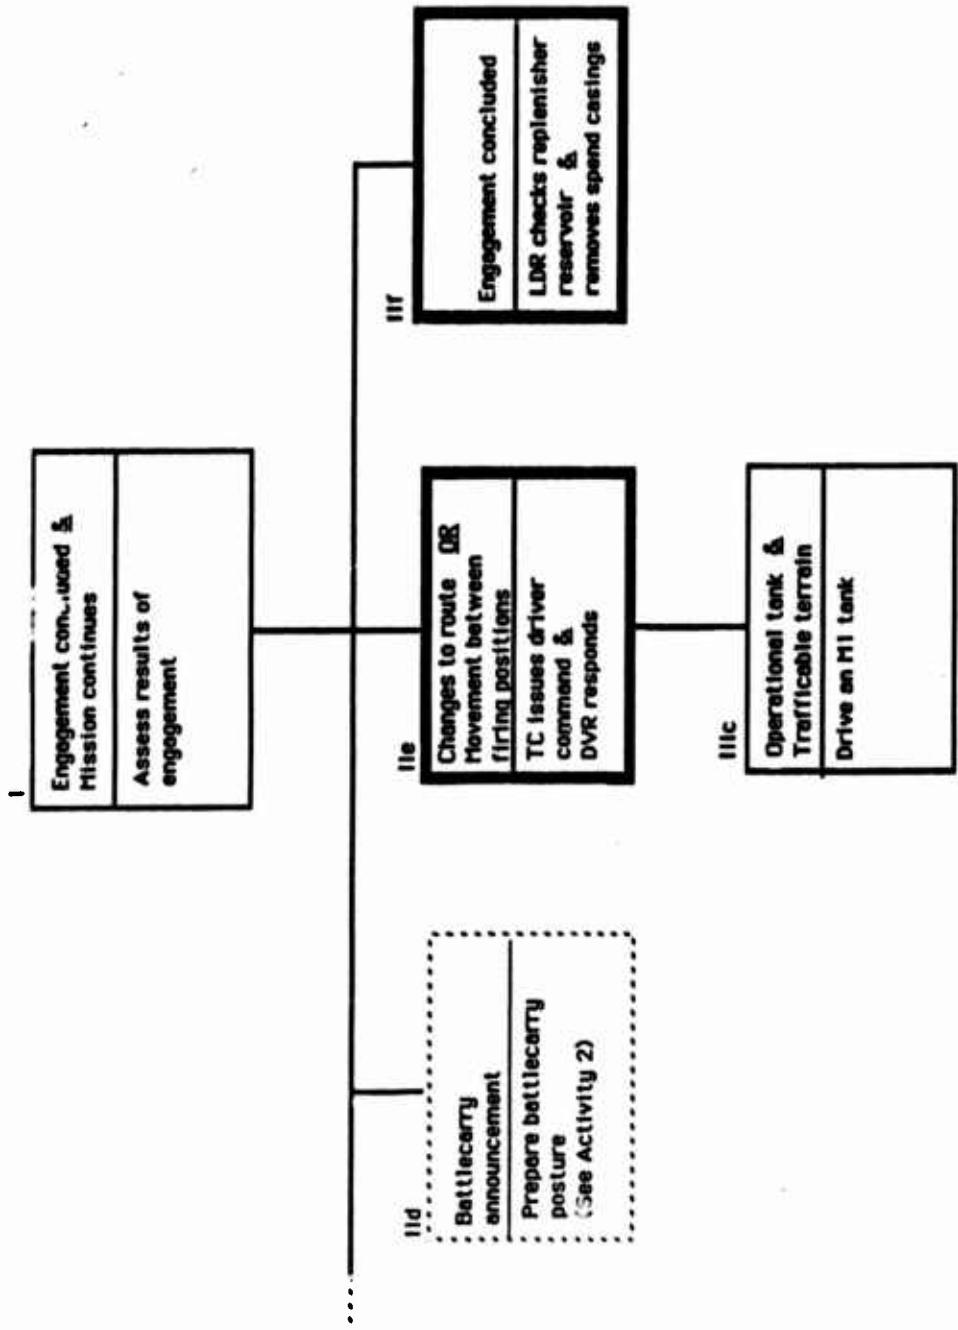 I
Engagement concluded &
Mission continues
Assess results of
engagement
IId
Battlecarry
announcement
Prepare battlecarry
posture
(See Activity 2)
IIe
Changes to route OR
Movement between
firing positions
TC issues driver
command &
DVR responds
IIf
Engagement concluded
LDR checks replenisher
reservoir &
removes spend casings
IIIc
Operational tank &
Trafficable terrain
Drive an M1 tank